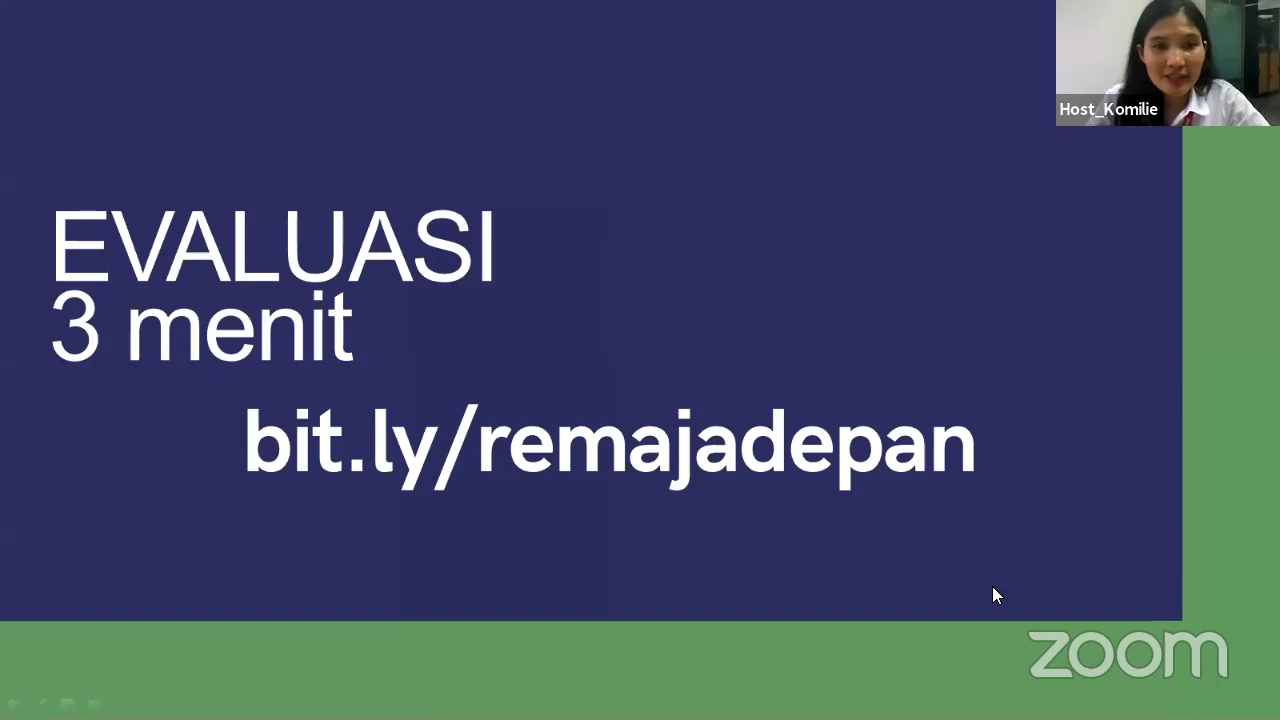 Host_Komilie
EVALUASI
3 menit
bit.ly/remajadepan
zoom